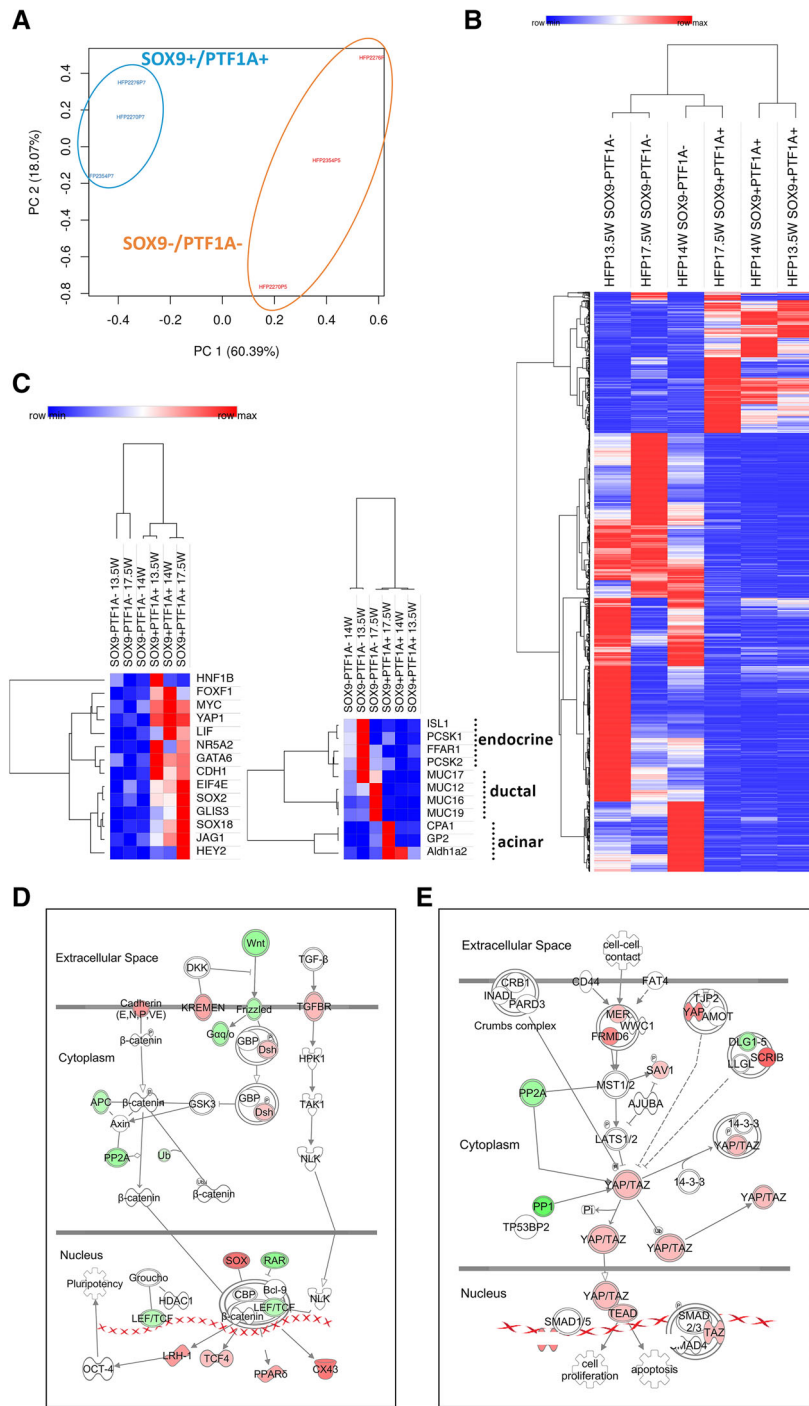 A
SOX9+/PTF1A+
HFP2276P7
HFP2270P7
FP2354P7
HFP2276P
HFP2354P5
HFP2270P5
SOX9-/PTF1A-
0.4
0.2
0.0
-0.2
-0.4
-0.6
-0.8
PC 2 (18.07%)
-0.4
-0.2
0.0
0.2
0.4
0.6
PC 1 (60.39%)
B
row min
row max
HFP13.5W SOX9-PTF1A-
HFP17.5W SOX9-PTF1A-
HFP14W SOX9-PTF1A-
HFP17.5W SOX9+PTF1A+
HFP14W SOX9+PTF1A+
HFP13.5W SOX9+PTF1A+
C
row min
row max
SOX9-PTF1A- 13.5W
SOX9-PTF1A- 17.5W
SOX9-PTF1A- 14W
SOX9+PTF1A+ 13.5W
SOX9+PTF1A+ 14W
SOX9+PTF1A+ 17.5W
HNF1B
FOXF1
MYC
YAP1
LIF
NR5A2
GATA6
CDH1
EIF4E
SOX2
GLIS3
SOX18
JAG1
HEY2
SOX9-PTF1A- 14W
SOX9-PTF1A- 13.5W
SOX9-PTF1A- 17.5W
SOX9+PTF1A+ 17.5W
SOX9+PTF1A+ 14W
SOX9+PTF1A+ 13.5W
ISL1
PCSK1
FFAR1
PCSK2
MUC17
MUC12
MUC16
MUC19
CPA1
GP2
Aldh1a2
endocrine
ductal
acinar
D
Extracellular Space
Wnt
DKK
TGF-β
Cadherin
(E,N,P,VE)
KREMEN
Frizzled
TGFBR
Gαq/o
β-catenin
GBP
Dsh
HPK1
Cytoplasm
APC
β-catenin
GSK3
GBP
Dsh
TAK1
Axin
PP2A
Ub
NLK
β-catenin
β-catenin
Nucleus
SOX
RAR
Pluripotency
Groucho
HDAC1
LEF/TCF
CBP
Bcl-9
LEF/TCF
β-catenin
NLK
OCT-4
LRH-1
TCF4
PPARδ
CX43
E
Extracellular Space
cell-cell
contact
CRB1
INADL
PARD3
Crumbs complex
CD44
FAT4
MER
WWC1
FRMD6
TJP2
YAP
AMOT
DLG1-5
LLGL
SCRIB
PP2A
MST1/2
SAV1
AJUBA
LATS1/2
14-3-3
YAP/TAZ
Cytoplasm
YAP/TAZ
14-3-3
PP1
TP53BP2
Pi
YAP/TAZ
YAP/TAZ
YAP/TAZ
Nucleus
YAP/TAZ
TEAD
SMAD1/5
SMAD
2/3
TAZ
SMAD4
cell
proliferation
apoptosis